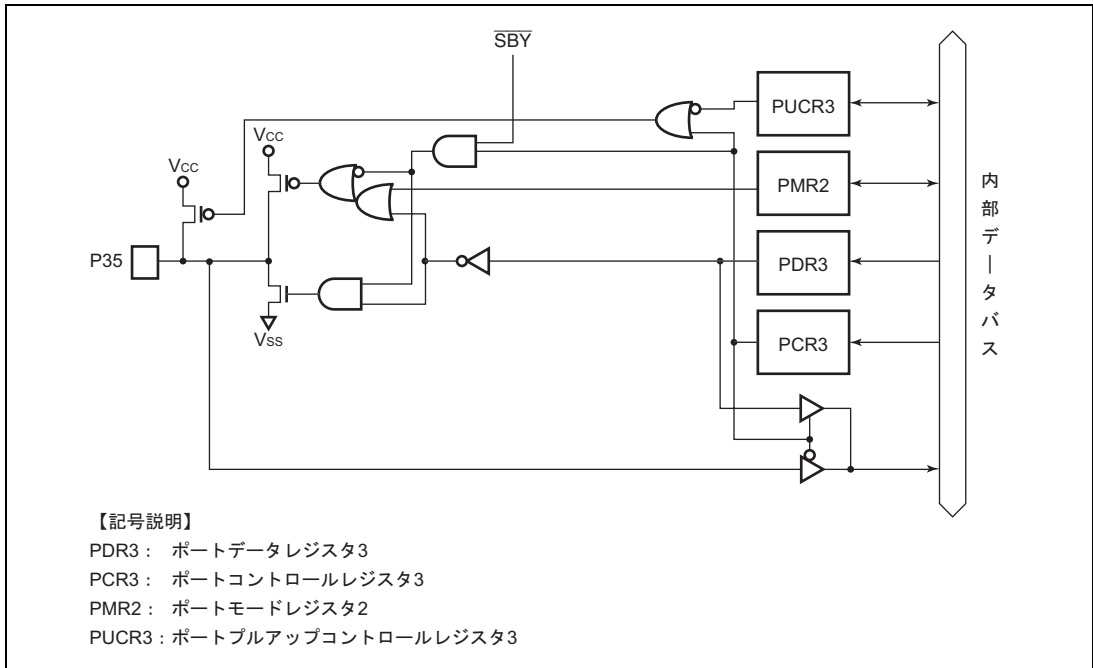 SBY
PUCR3
VCC
VCC
PMR2
P35
PDR3
VSS
PCR3
内部データバス
【記号説明】
PDR3： ポートデータレジスタ3
PCR3： ポートコントロールレジスタ3
PMR2： ポートモードレジスタ2
PUCR3：ポートプルアップコントロールレジスタ3